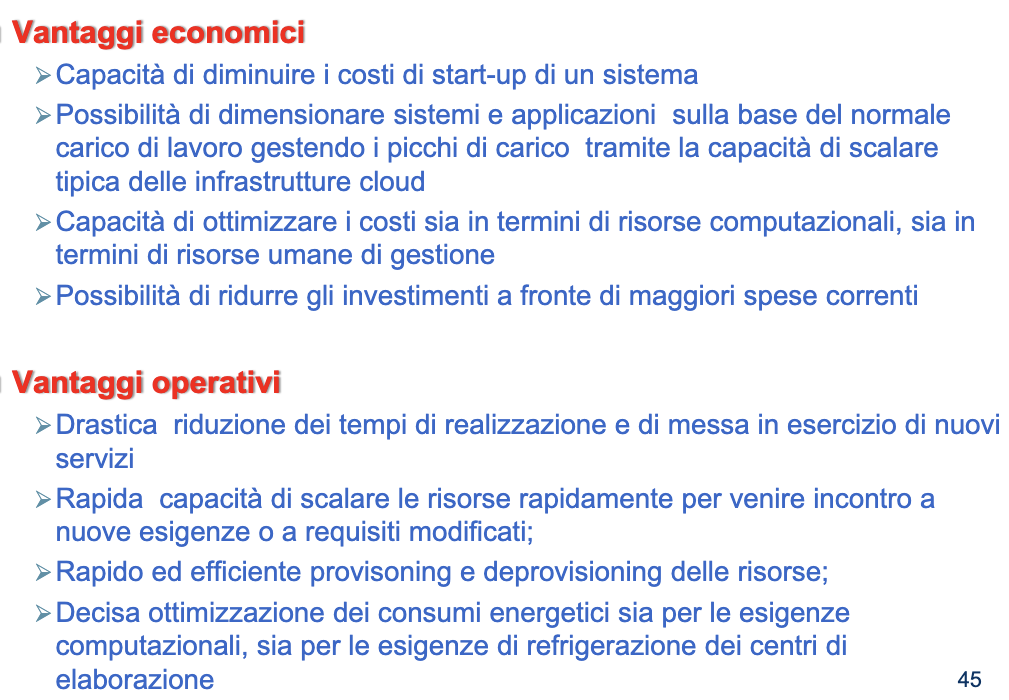 Vantaggi economici
➢Capacità di diminuire i costi di start-up di un sistema
➢Possibilità di dimensionare sistemi e applicazioni  sulla base del normale
carico di lavoro gestendo i picchi di carico  tramite la capacità di scalare
tipica delle infrastrutture cloud
➢Capacità di ottimizzare i costi sia in termini di risorse computazionali, sia in
termini di risorse umane di gestione
➢Possibilità di ridurre gli investimenti a fronte di maggiori spese correnti
Vantaggi operativi
➢Drastica  riduzione dei tempi di realizzazione e di messa in esercizio di nuovi
servizi
➢Rapida  capacità di scalare le risorse rapidamente per venire incontro a
nuove esigenze o a requisiti modificati;
➢Rapido ed efficiente provisoning e deprovisioning delle risorse;
➢Decisa ottimizzazione dei consumi energetici sia per le esigenze
computazionali, sia per le esigenze di refrigerazione dei centri di
elaborazione
45